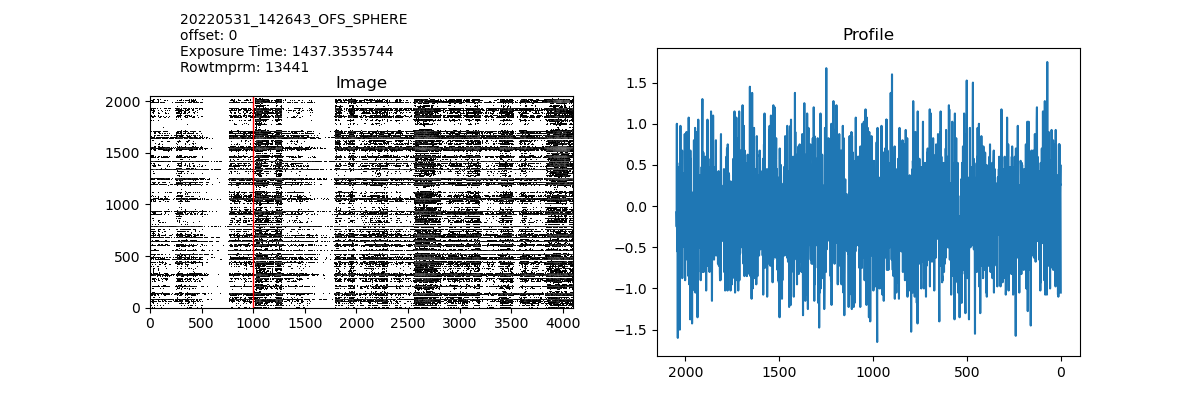 20220531_142643_OFS_SPHERE
offset: 0
Exposure Time: 1437.3535744
Rowtmprm: 13441
Image
2000
1500
1000
500
0
0 500 1000 1500 2000 2500 3000 3500 4000
Profile
1.5
1.0
0.5
0.0
−0.5
−1.0
−1.5
2000 1500 1000 500 0